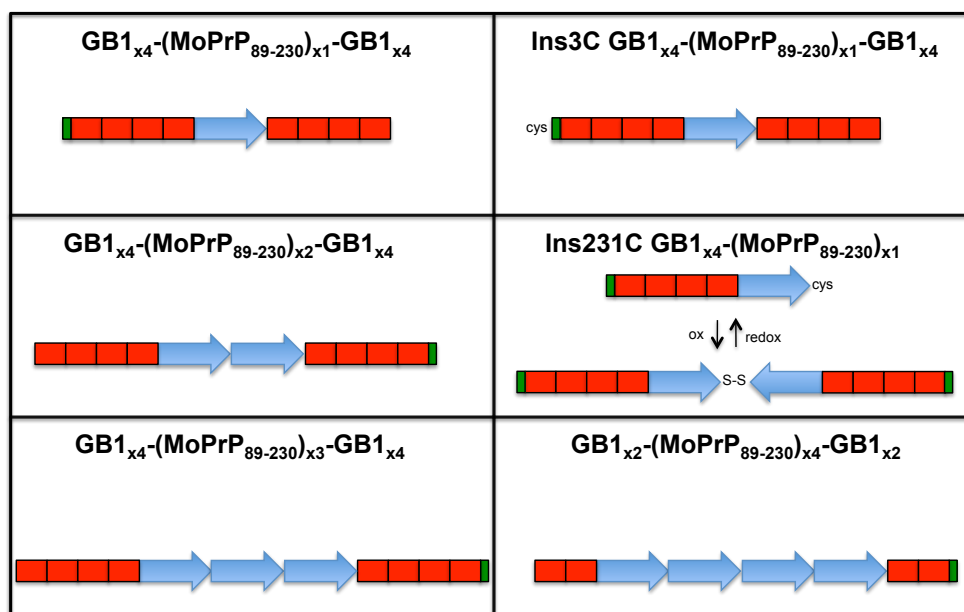 GB1x4-(MoPrP89-230)x1-GB1x4
Ins3C GB1x4-(MoPrP89-230)x1-GB1x4
cys
GB1x4-(MoPrP89-230)x2-GB1x4
Ins231C GB1x4-(MoPrP89-230)x1
cys
ox redox
S-S
GB1x4-(MoPrP89-230)x3-GB1x4
GB1x2-(MoPrP89-230)x4-GB1x2